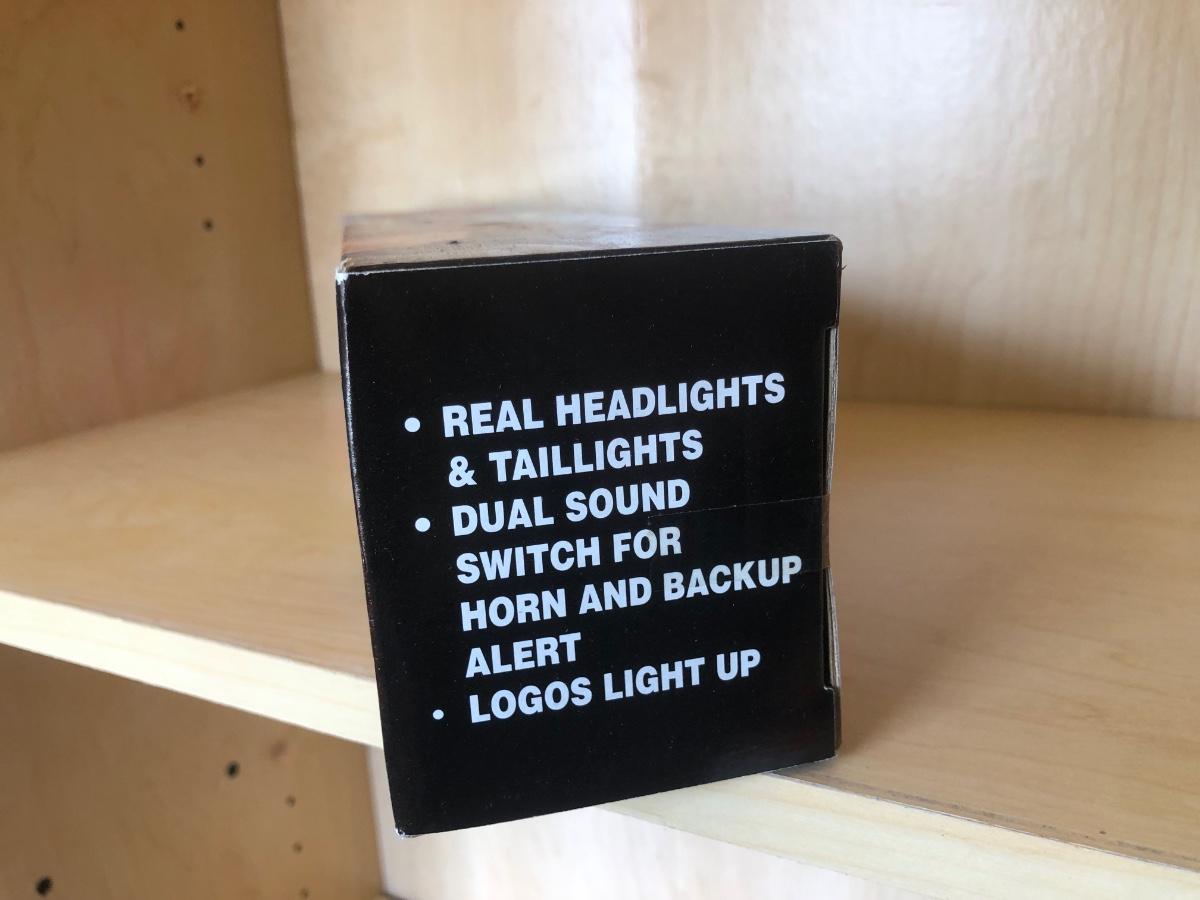 • REAL HEADLIGHTS
& TAILLIGHTS
• DUAL SOUND
SWITCH FOR
HORN AND BACKUP
ALERT
• LOGOS LIGHT UP